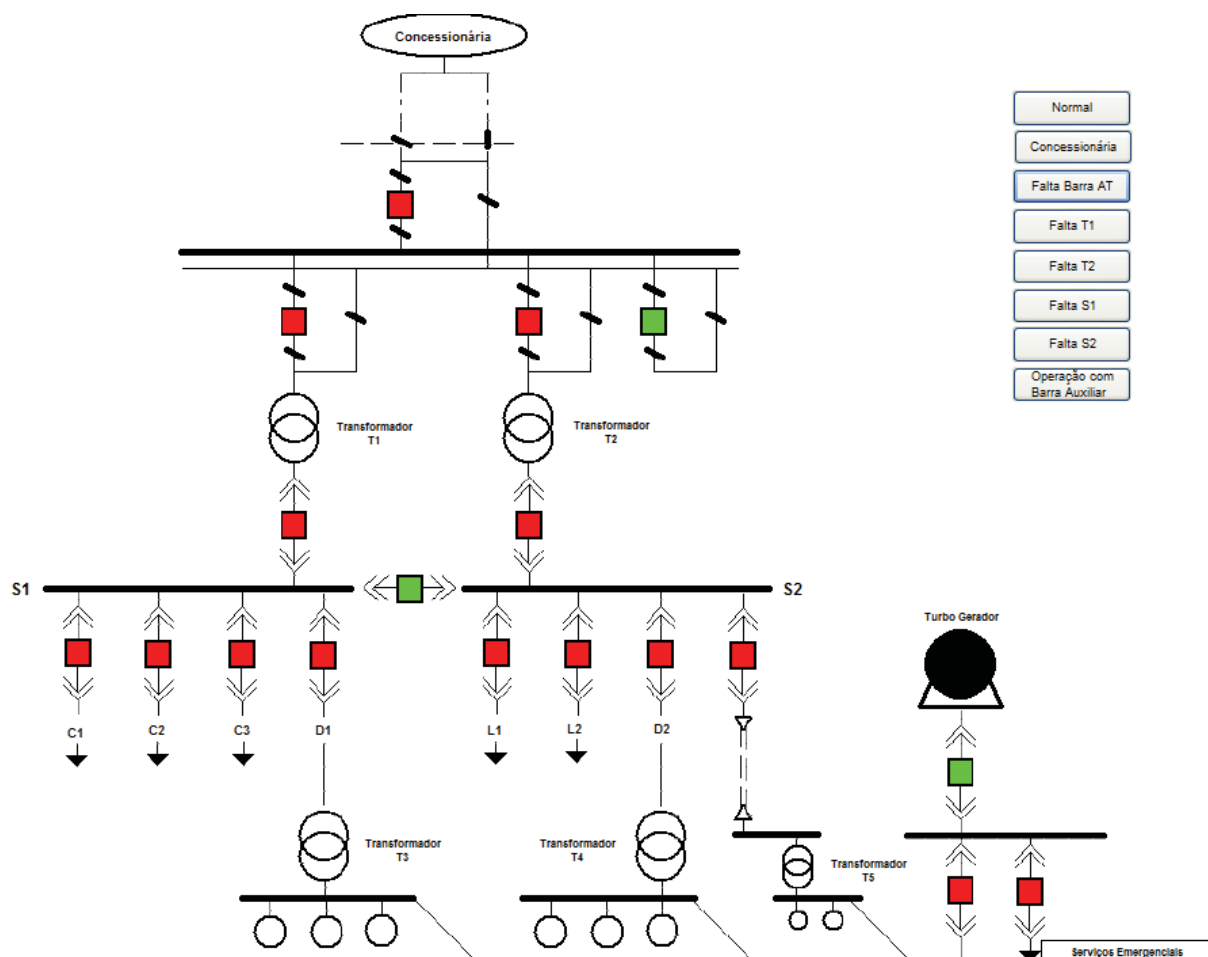 Concessionária
Normal
Concessionária
Falta Barra AT
Falta T1
Falta T2
Falta S1
Falta S2
Operação com
Barra Auxiliar
Transformador
T1
Transformador
T2
S1
S2
Turbo Gerador
C1
C2
C3
D1
L1
L2
D2
Transformador
T3
Transformador
T4
Transformador
T5
Serviços Emergenciais